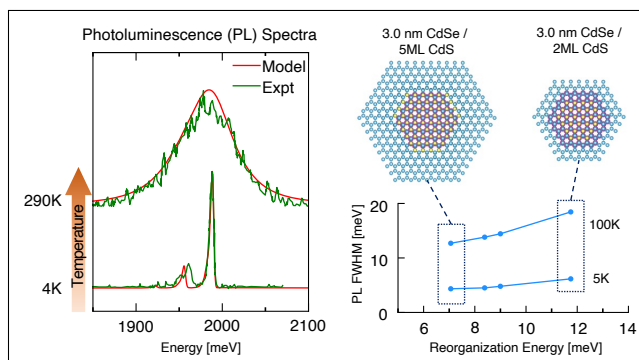 Photoluminescence (PL) Spectra
Model
Expt
290K
4K
Temperature
1900
2000
2100
Energy [meV]
3.0 nm CdSe /
5ML CdS
3.0 nm CdSe /
2ML CdS
PL FWHM [meV]
20
10
0
100K
5K
6
8
10
12
14
Reorganization Energy [meV]